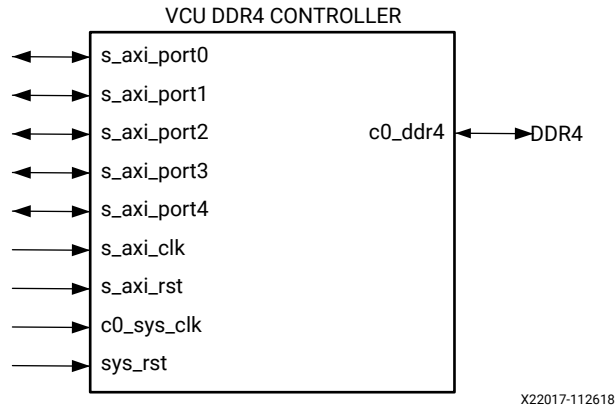 VCU DDR4 CONTROLLER
s_axi_port0
s_axi_port1
s_axi_port2
c0_ddr4
DDR4
s_axi_port3
s_axi_port4
s_axi_clk
s_axi_rst
c0_sys_clk
sys_rst
X22017-112618